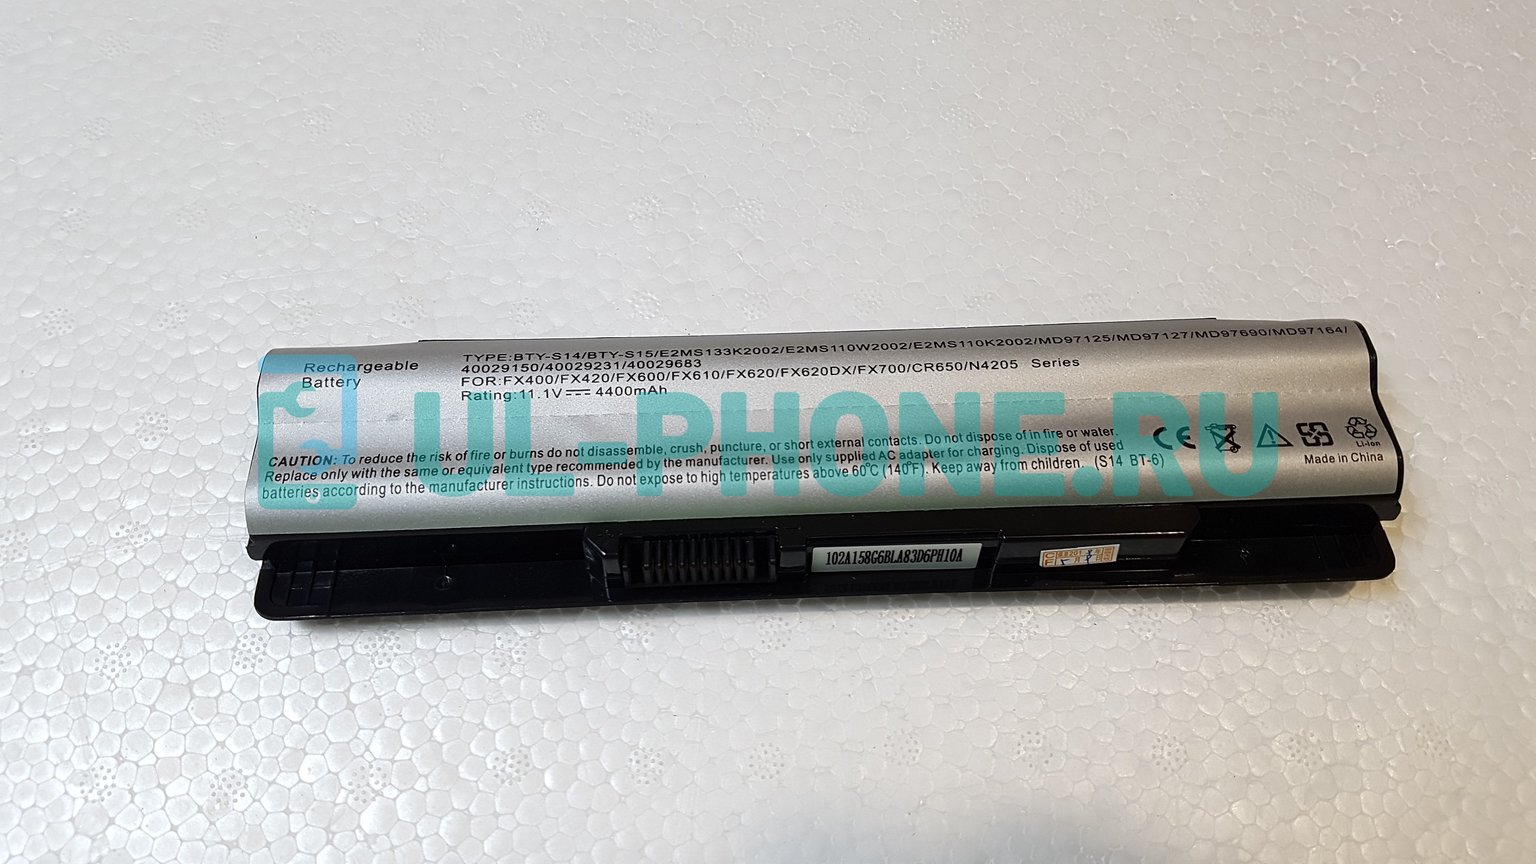 Rechargeable
Battery
TYPE:BTY-S14/BTY-S15/E2MS133K2002/E2MS110W2002/E2MS110K2002/MD97125/MD97127/MD97690/MD97164/
40029150/40029231/40029683
FOR:FX400/FX420/FX600/FX610/FX620/FX620DX/FX700/CR650/N4205 Series
Rating:11.1V 4400mAh
UL-PHONE.RU
CAUTION: To reduce the risk of fire or burns do not disassemble, crush, puncture, or short external contacts. Do not dispose of in fire or water.
Replace only with the same or equivalent type recommended by the manufacturer. Use only supplied AC adapter for charging. Dispose of used
batteries according to the manufacturer instructions. Do not expose to high temperatures above 60°C (140°F). Keep away from children. (S14 BT-6)
CE
Li-ion
Made in China
102A158G6BLA83D6PH10A